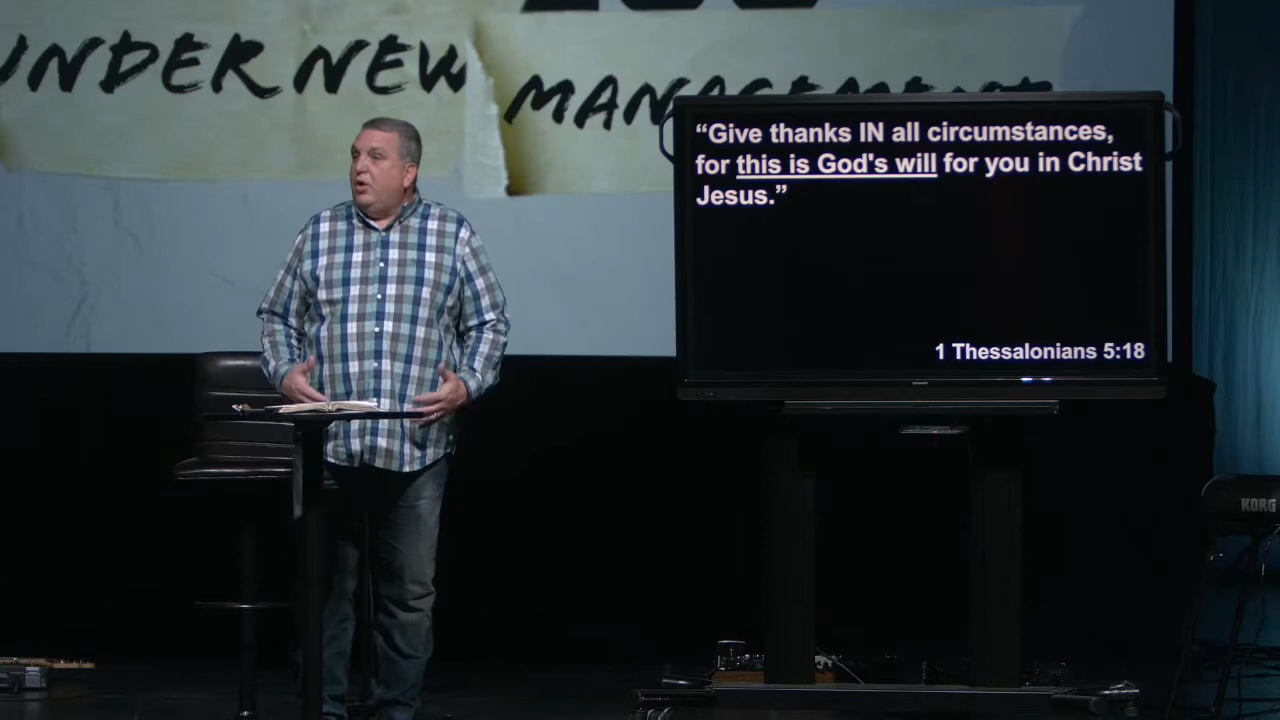 UNDER NEW
MANAGEMENT
“Give thanks IN all circumstances,
for this is God's will for you in Christ
Jesus.”
1 Thessalonians 5:18
KORG